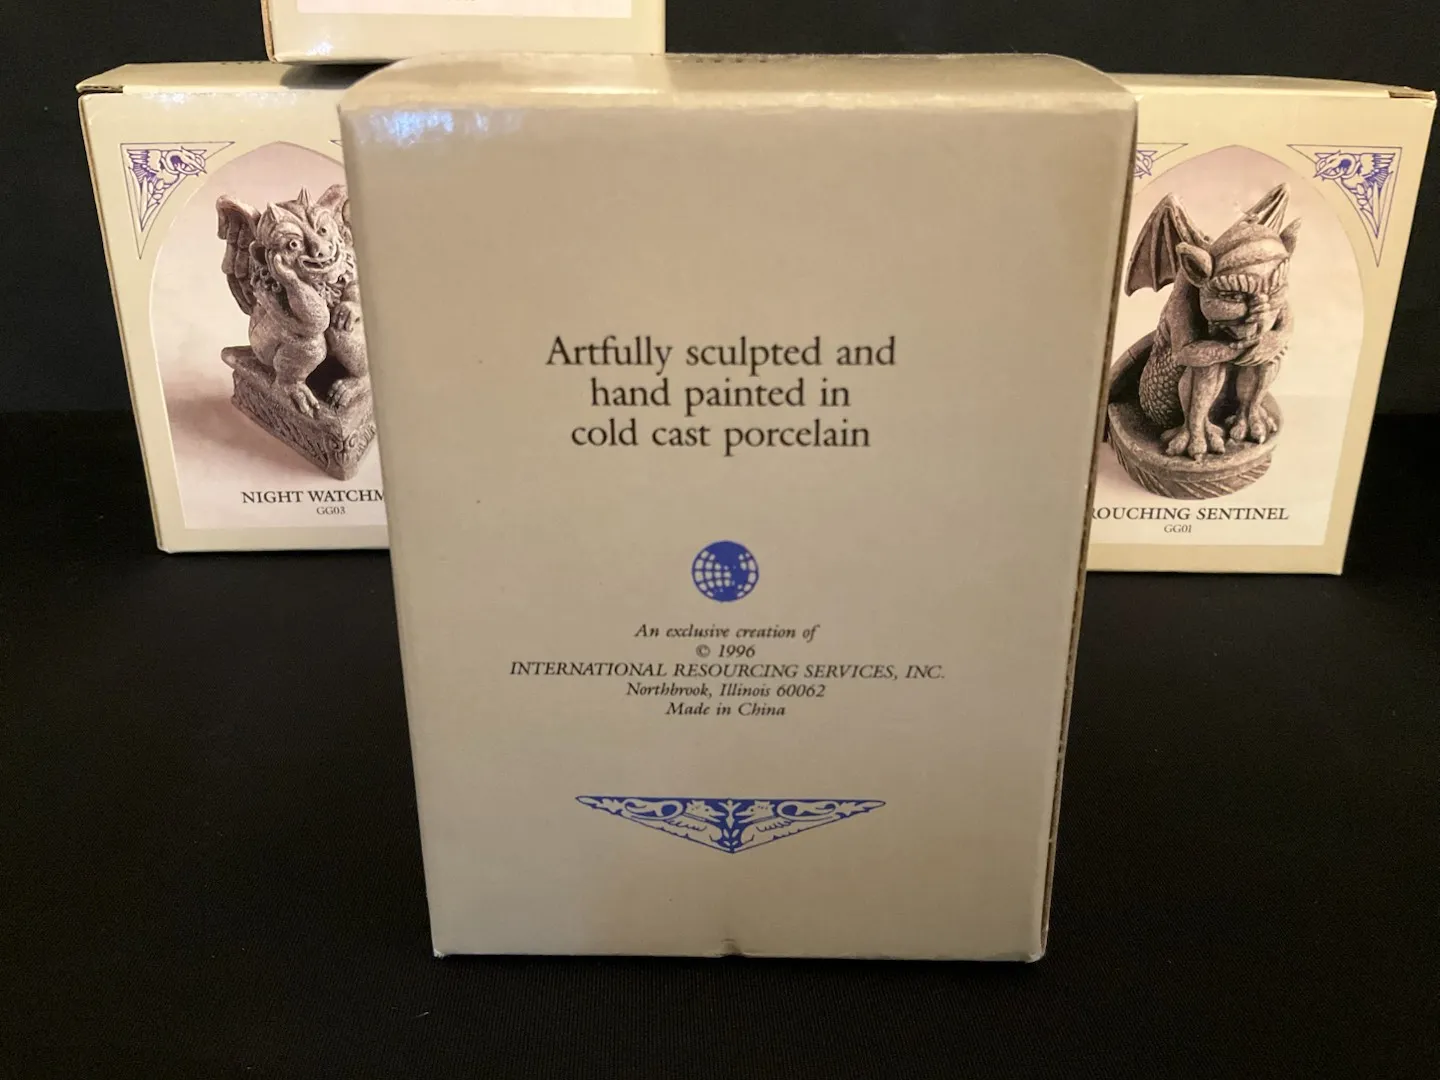 NIGHT WATCHM
GG03
ROUCHING SENTINEL
GG01
Artfully sculpted and
hand painted in
cold cast porcelain
An exclusive creation of
© 1996
INTERNATIONAL RESOURCING SERVICES, INC.
Northbrook, Illinois 60062
Made in China